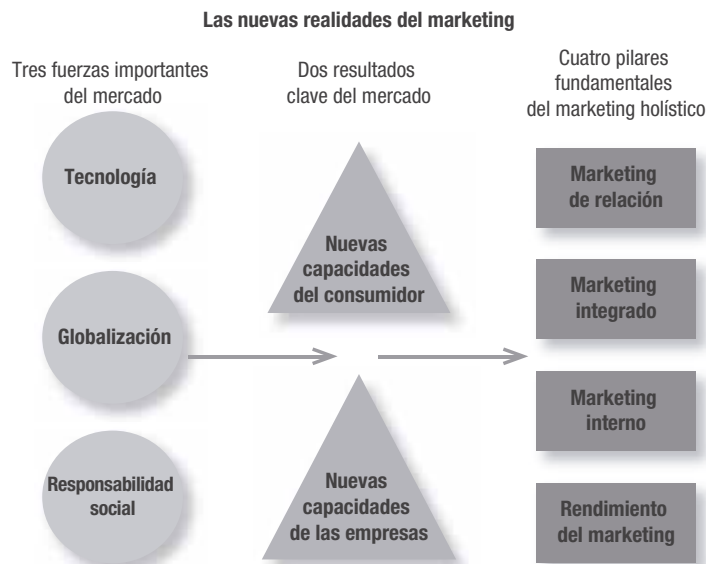 Las nuevas realidades del marketing
Tres fuerzas importantes
del mercado
Tecnología
Globalización
Responsabilidad
social
Dos resultados
clave del mercado
Nuevas
capacidades
del consumidor
Nuevas
capacidades
de las empresas
Cuatro pilares
fundamentales
del marketing holístico
Marketing
de relación
Marketing
integrado
Marketing
interno
Rendimiento
del marketing